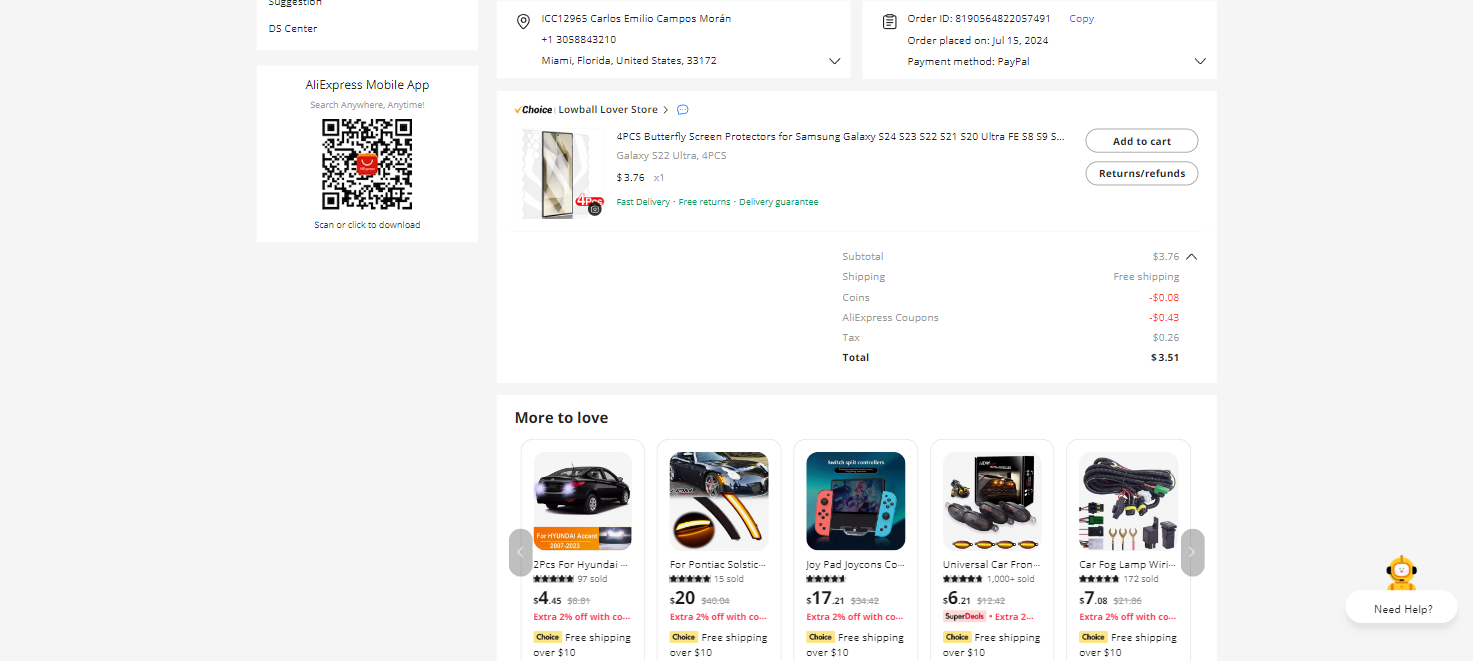 Suggestion
DS Center
AliExpress Mobile App
Search Anywhere, Anytime!
Scan or click to download
ICC12965 Carlos Emilio Campos Morán
+1 3058843210
Miami, Florida, United States, 33172
Order ID: 8190564822057491 Copy
Order placed on: Jul 15, 2024
Payment method: PayPal
Choice Lowball Lover Store
4PCS Butterfly Screen Protectors for Samsung Galaxy S24 S23 S22 S21 S20 Ultra FE S8 S9 S...
Galaxy S22 Ultra, 4PCS
$3.76 x1
Fast Delivery · Free returns · Delivery guarantee
4Pcs
Add to cart
Returns/refunds
Subtotal $3.76
Shipping Free shipping
Coins -$0.08
AliExpress Coupons -$0.43
Tax $0.26
Total $3.51
More to love
For HYUNDAI Accent
2007-2023
2Pcs For Hyundai ...
97 sold
$4.45 $8.81
Extra 2% off with co...
Choice Free shipping
over $10
For Pontiac Solstic...
15 sold
$20 $40.04
Extra 2% off with co...
Choice Free shipping
over $10
Switch split controllers
Joy Pad Joycons Co...
$17.21 $34.42
Extra 2% off with co...
Choice Free shipping
over $10
Universal Car Fron...
1,000+ sold
$6.21 $12.42
SuperDeals • Extra 2...
Choice Free shipping
over $10
Car Fog Lamp Wiri...
172 sold
$7.08 $21.86
Extra 2% off with co...
Choice Free shipping
over $10
Need Help?